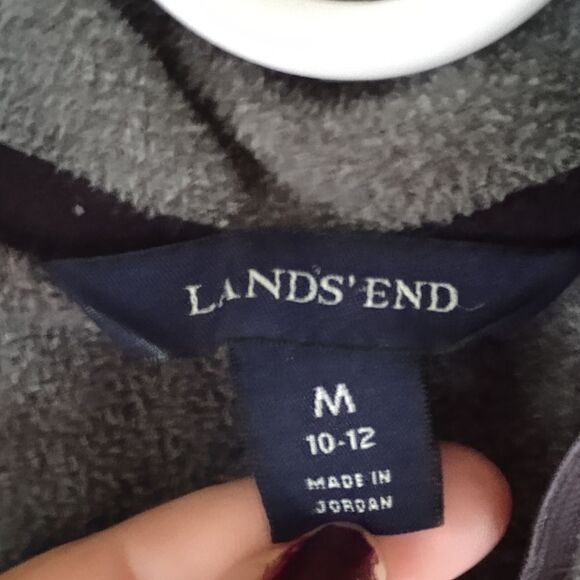 LANDS' END
M
10-12
MADE IN
JORDAN